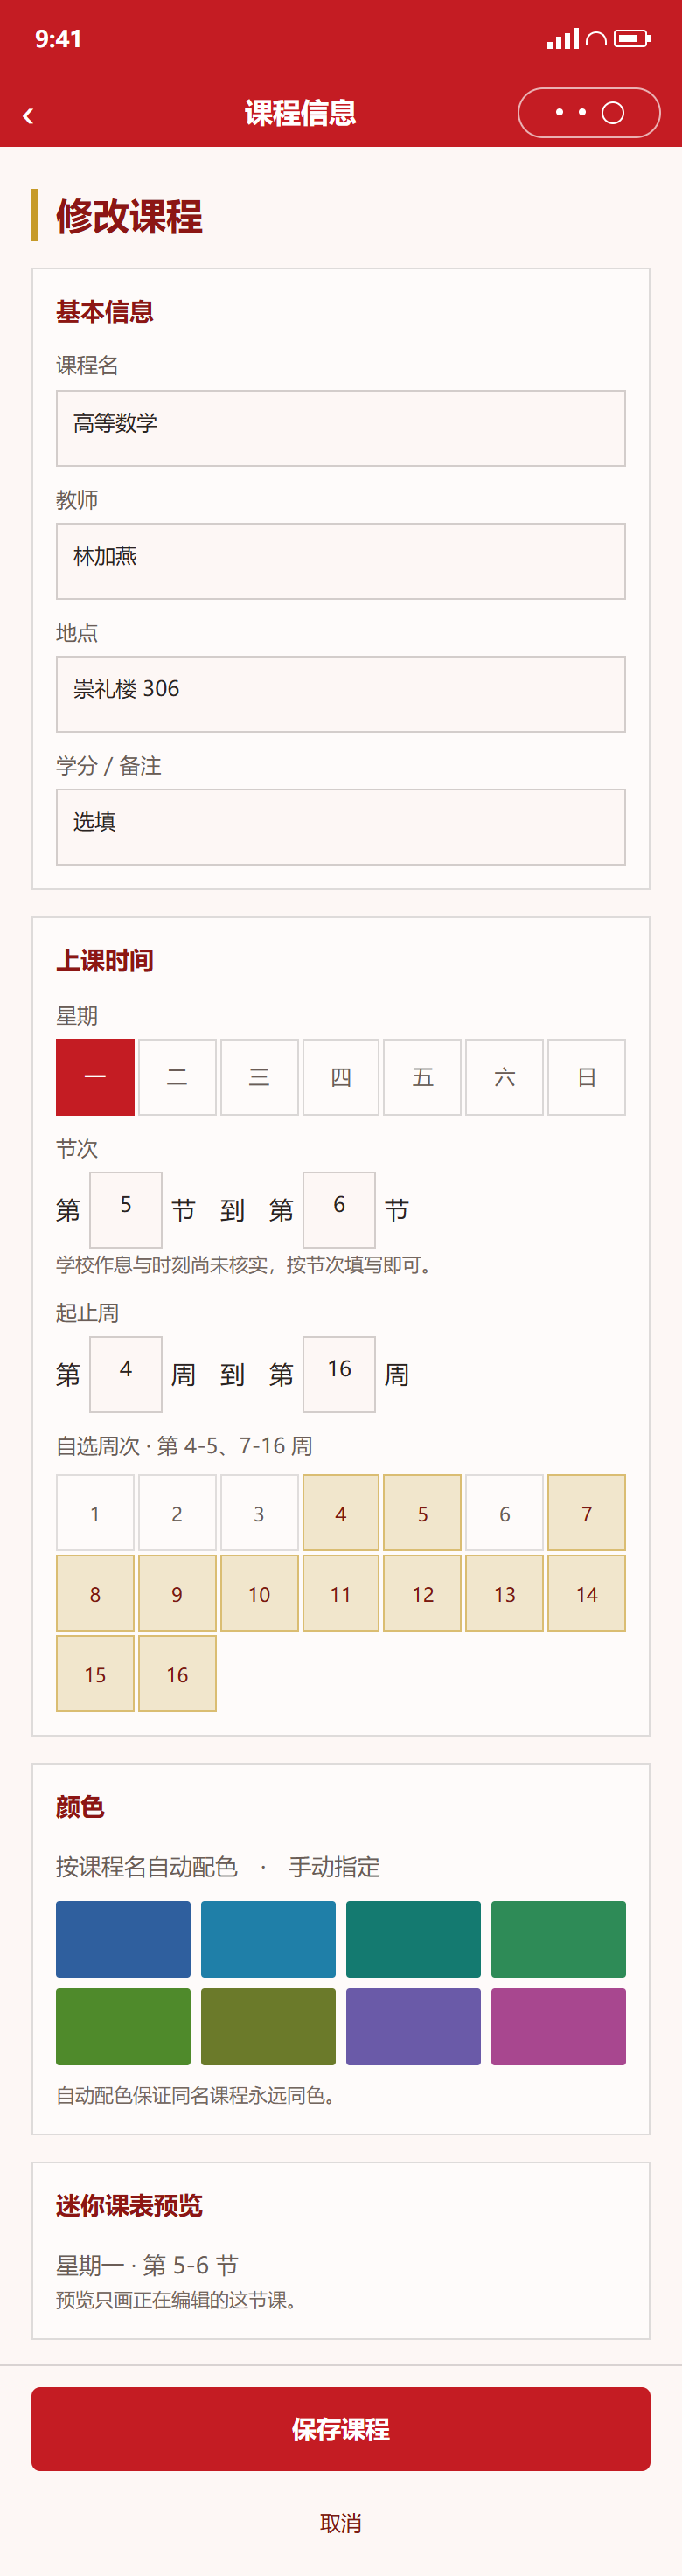 9:41
‹ 课程信息
修改课程
基本信息
课程名
高等数学
教师
林加燕
地点
崇礼楼 306
学分 / 备注
选填
上课时间
星期
一 二 三 四 五 六 日
节次
第 5 节 到 第 6 节
学校作息与时刻尚未核实，按节次填写即可。
起止周
第 4 周 到 第 16 周
自选周次 · 第 4-5、7-16 周
1 2 3 4 5 6 7
8 9 10 11 12 13 14
15 16
颜色
按课程名自动配色 · 手动指定
自动配色保证同名课程永远同色。
迷你课表预览
星期一 · 第 5-6 节
预览只画正在编辑的这节课。
保存课程
取消